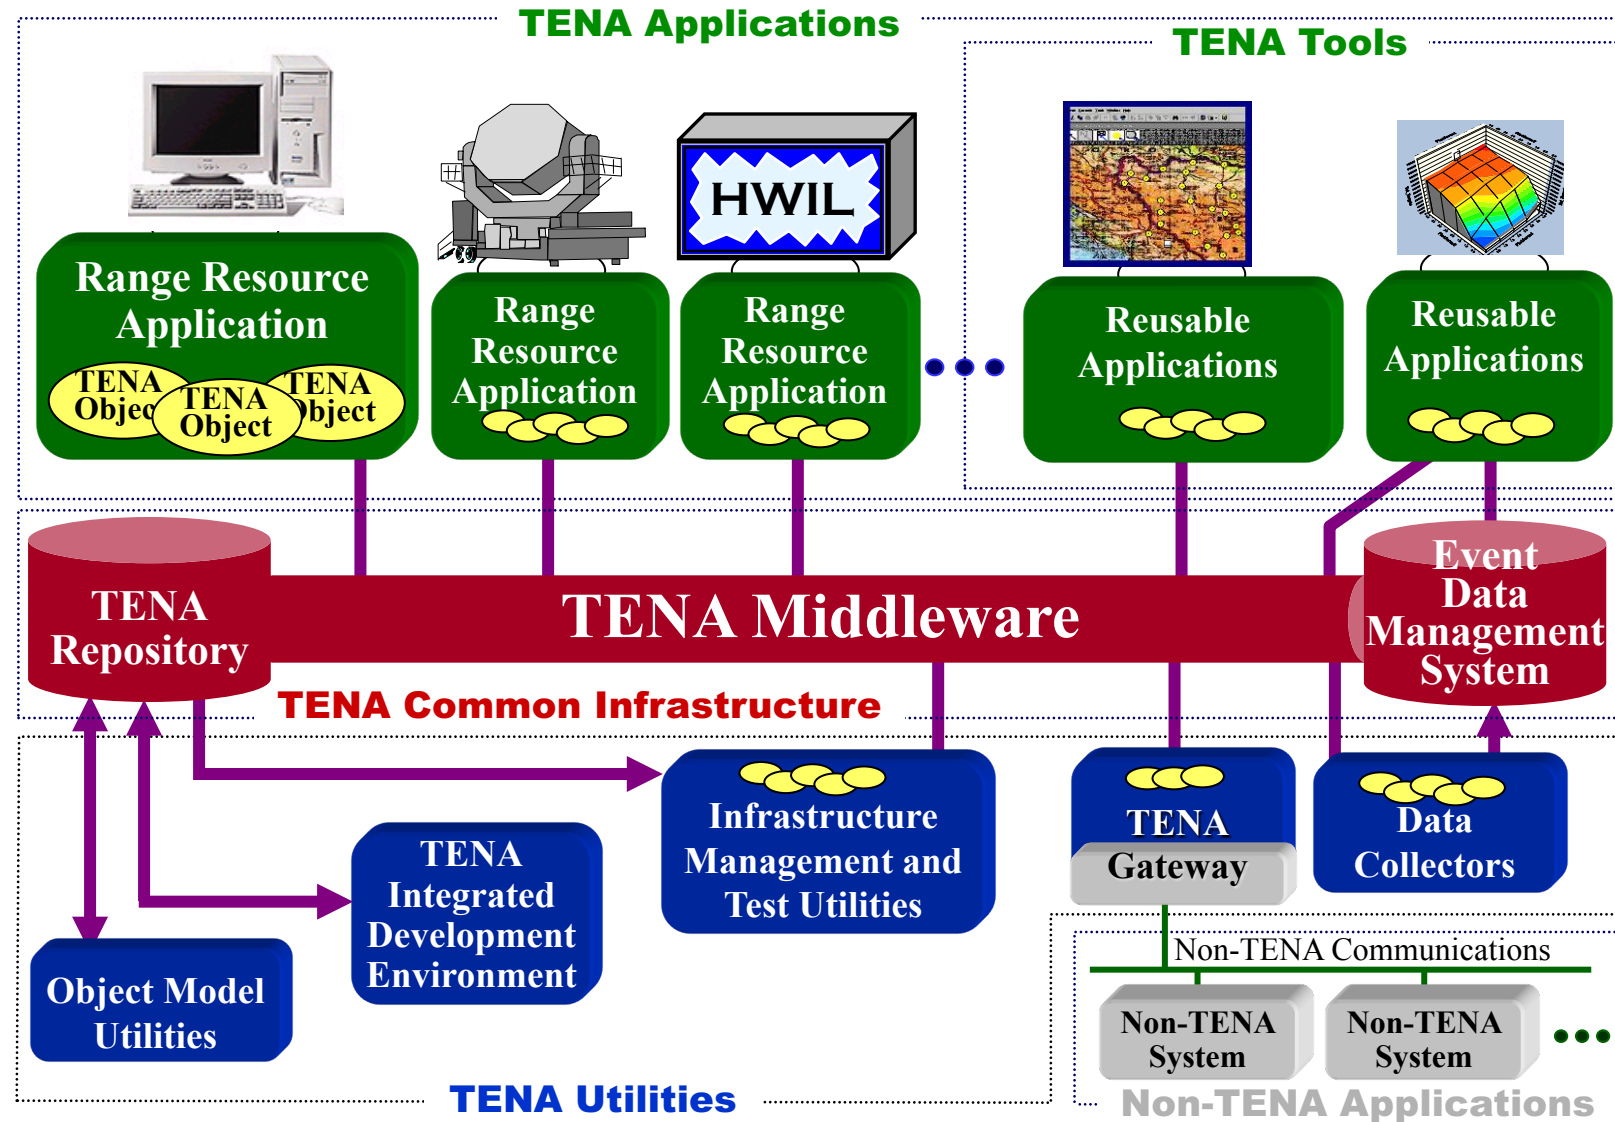 TENA Applications
TENA Tools
HWIL
Range Resource
Application
TENA
Object
TENA
Object
TENA
Object
Range
Resource
Application
Range
Resource
Application
Reusable
Applications
Reusable
Applications
TENA
Repository
TENA Middleware
Event
Data
Management
System
TENA Common Infrastructure
Infrastructure
Management and
Test Utilities
TENA
Gateway
Data
Collectors
TENA
Integrated
Development
Environment
Object Model
Utilities
Non-TENA Communications
Non-TENA
System
Non-TENA
System
TENA Utilities
Non-TENA Applications